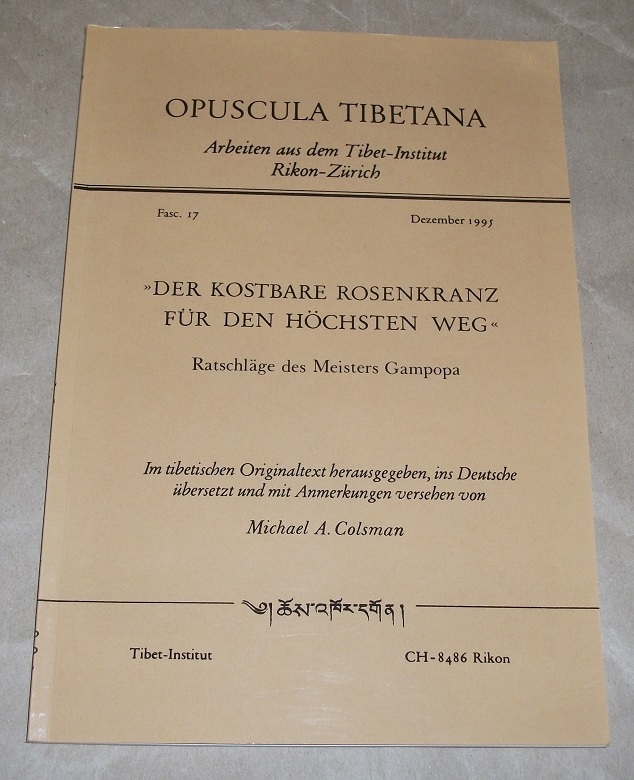 OPUSCULA TIBETANA
Arbeiten aus dem Tibet-Institut
Rikon-Zürich
Fasc. 17
Dezember 1995
»DER KOSTBARE ROSENKRANZ
FÜR DEN HÖCHSTEN WEG«
Ratschläge des Meisters Gampopa
Im tibetischen Originaltext herausgegeben, ins Deutsche
übersetzt und mit Anmerkungen versehen von
Michael A. Colsman
༄། ཆོས་འཁོར་དགོན།
Tibet-Institut
CH-8486 Rikon